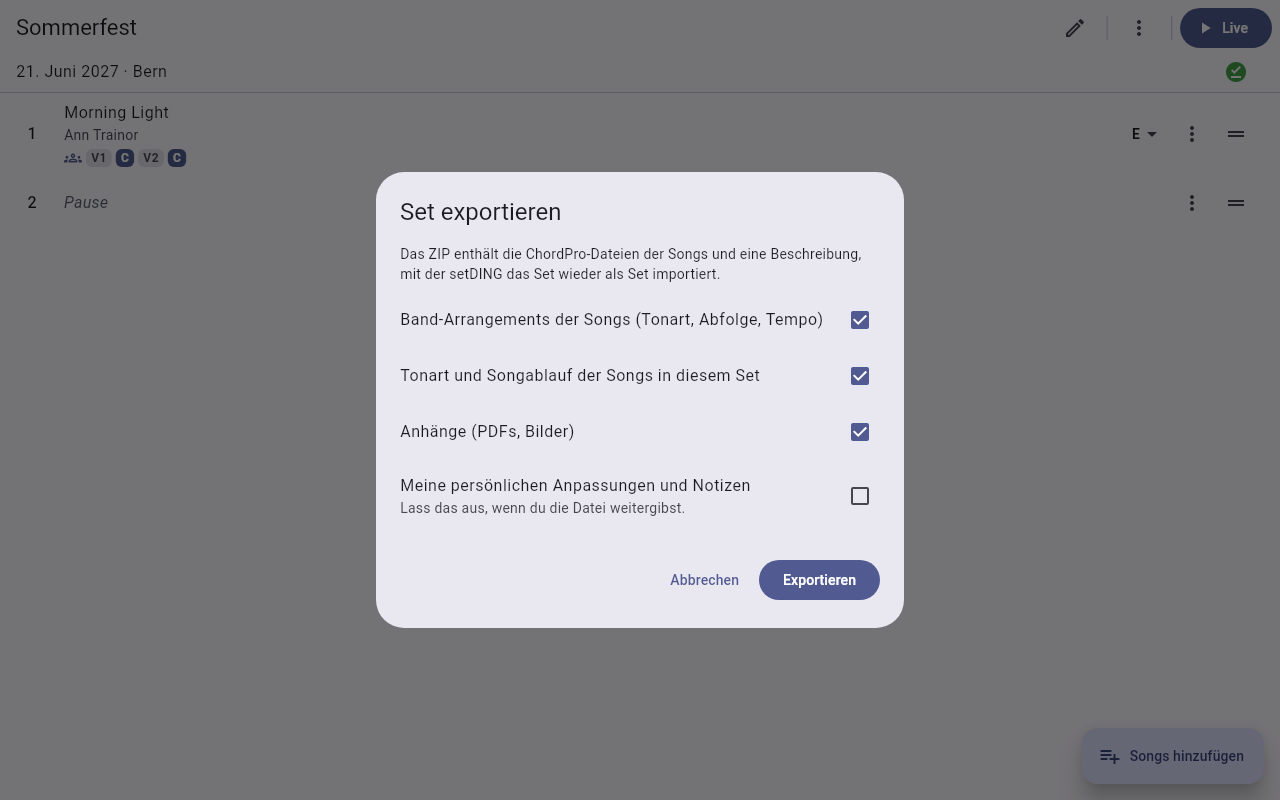 Sommerfest
Live
21. Juni 2027 · Bern
Morning Light
1
Ann Trainor
E
V1 C V2 C
2 Pause
Set exportieren
Das ZIP enthält die ChordPro-Dateien der Songs und eine Beschreibung,
mit der setDING das Set wieder als Set importiert.
Band-Arrangements der Songs (Tonart, Abfolge, Tempo)
Tonart und Songablauf der Songs in diesem Set
Anhänge (PDFs, Bilder)
Meine persönlichen Anpassungen und Notizen
Lass das aus, wenn du die Datei weitergibst.
Abbrechen Exportieren
Songs hinzufügen